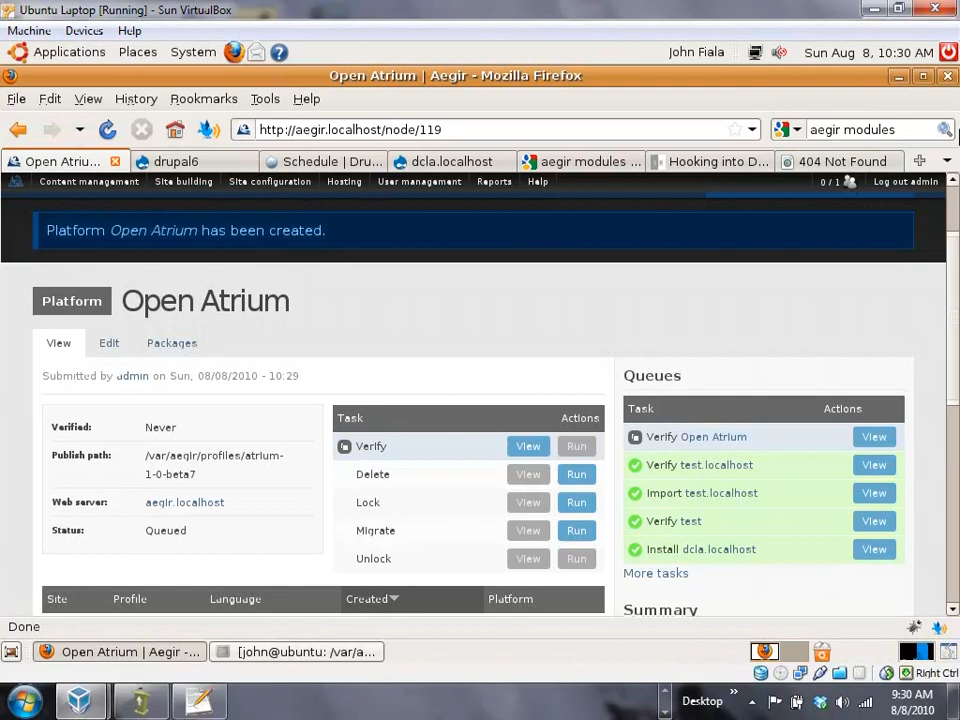 Ubuntu Laptop [Running] - Sun VirtualBox
Machine Devices Help
Applications Places System John Fiala Sun Aug 8, 10:30 AM
Open Atrium | Aegir - Mozilla Firefox
File Edit View History Bookmarks Tools Help
http://aegir.localhost/node/119 aegir modules
Open Atriu... drupal6 Schedule | Dru... dcla.localhost aegir modules ... Hooking into D... 404 Not Found
Content management Site building Site configuration Hosting User management Reports Help 0 / 1 Log out admin
Platform Open Atrium has been created.
Platform Open Atrium
View Edit Packages
Submitted by admin on Sun, 08/08/2010 - 10:29
Verified: Never
Publish path: /var/aegir/profiles/atrium-
1-0-beta7
Web server: aegir.localhost
Status: Queued
Task Actions
Verify View Run
Delete View Run
Lock View Run
Migrate View Run
Unlock View Run
Site Profile Language Created Platform
Queues
Task Actions
Verify Open Atrium View
Verify test.localhost View
Import test.localhost View
Verify test View
Install dcla.localhost View
More tasks
Summary
Done
Open Atrium | Aegir -... [john@ubuntu: /var/a...
Right Ctrl
Desktop
9:30 AM
8/8/2010